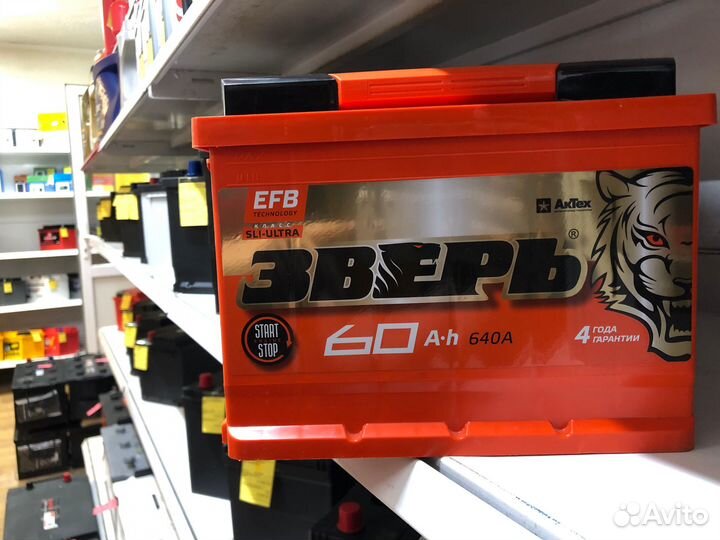 EFB
TECHNOLOGY
КЛАСС
SLI-ULTRA
АкТех
ЗВЕРЬ®
START
STOP
60 A·h 640A
4 ГОДА
ГАРАНТИИ
Avito